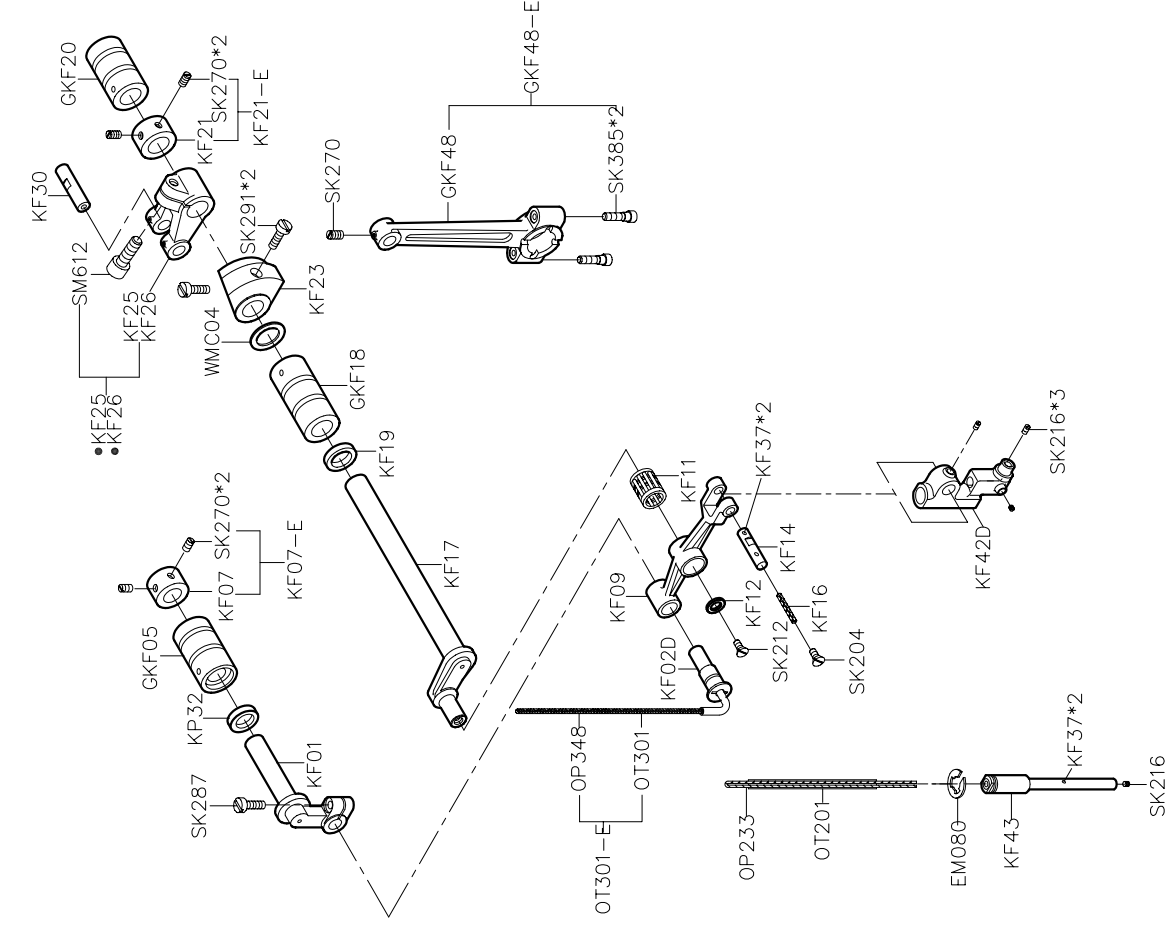 GKF20
SK270*2
KF21
KF21-E
KF30
SM612
KF25
KF26
●KF25
●KF26
SK291*2
KF23
WMC04
GKF18
KF19
KF17
GKF48-E
GKF48
SK385*2
SK270
SK270*2
KF07
KF07-E
GKF05
KP32
KF01
SK287
KF11
KF37*2
KF14
KF16
SK204
KF12
SK212
KF09
KF02D
OP348
OT301
OT301-E
SK216*3
KF42D
OP233
OT201
EM080
KF43
KF37*2
SK216